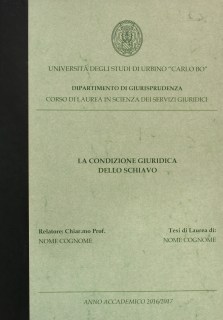 UNIVERSITÀ DEGLI STUDI DI URBINO "CARLO BO"
DIPARTIMENTO DI GIURISPRUDENZA
CORSO DI LAUREA IN SCIENZA DEI SERVIZI GIURIDICI
LA CONDIZIONE GIURIDICA
DELLO SCHIAVO
Relatore: Chiar.mo Prof.
NOME COGNOME
Tesi di Laurea di:
NOME COGNOME
ANNO ACCADEMICO 2016/2017